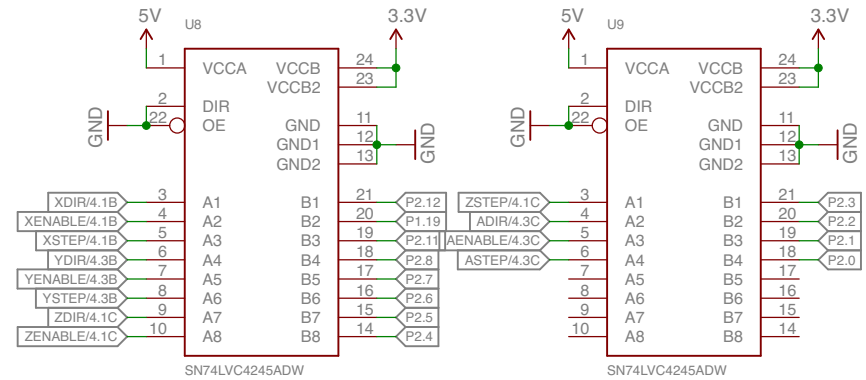 5V
U8
3.3V
5V
U9
3.3V
1 VCCA VCCB 24
VCCB2 23
2 DIR
22 OE
GND
GND 11
GND1 12
GND2 13
GND
XDIR/4.1B 3 A1 B1 21 P2.12
XENABLE/4.1B 4 A2 B2 20 P1.19
XSTEP/4.1B 5 A3 B3 19 P2.11
YDIR/4.3B 6 A4 B4 18 P2.8
YENABLE/4.3B 7 A5 B5 17 P2.7
YSTEP/4.3B 8 A6 B6 16 P2.6
ZDIR/4.1C 9 A7 B7 15 P2.5
ZENABLE/4.1C 10 A8 B8 14 P2.4
SN74LVC4245ADW
1 VCCA VCCB 24
VCCB2 23
2 DIR
22 OE
GND
GND 11
GND1 12
GND2 13
GND
ZSTEP/4.1C 3 A1 B1 21 P2.3
ADIR/4.3C 4 A2 B2 20 P2.2
AENABLE/4.3C 5 A3 B3 19 P2.1
ASTEP/4.3C 6 A4 B4 18 P2.0
7 A5 B5 17
8 A6 B6 16
9 A7 B7 15
10 A8 B8 14
SN74LVC4245ADW